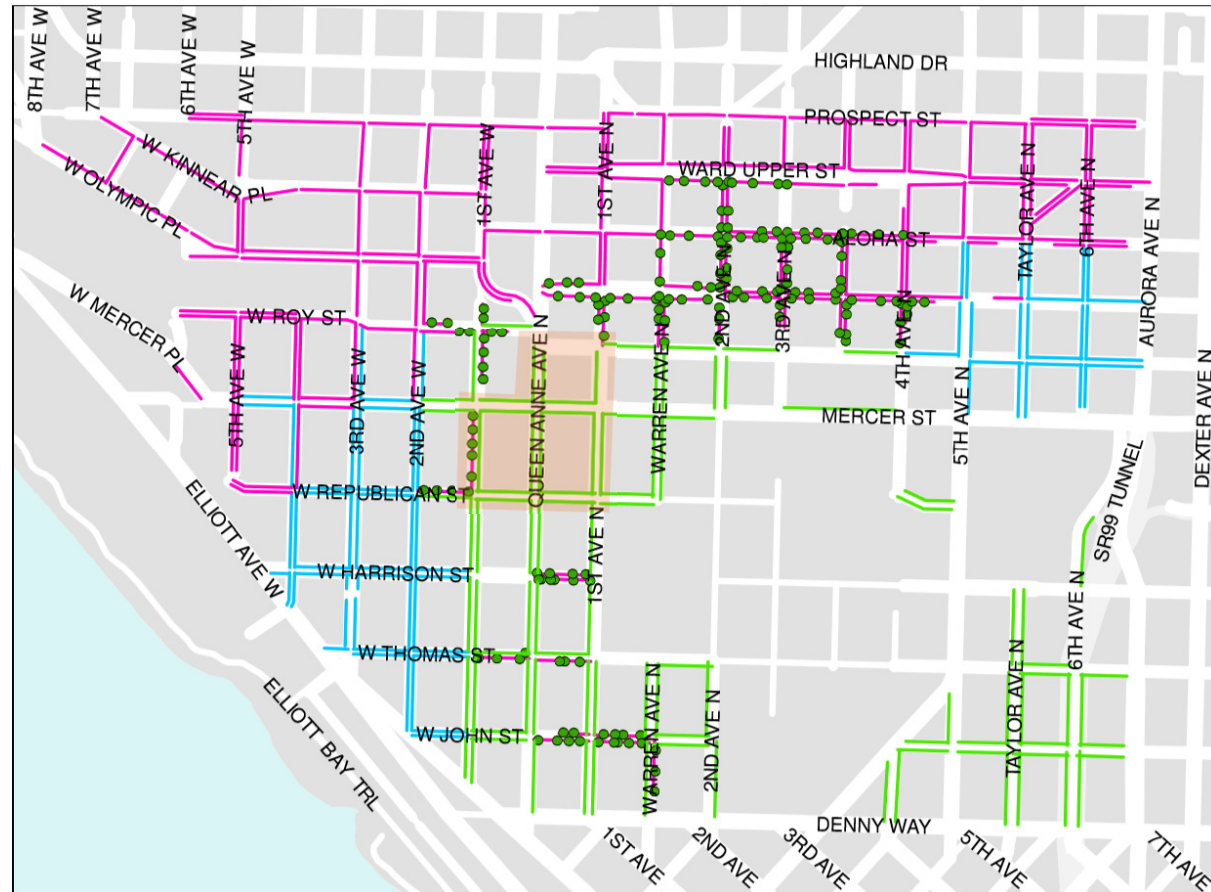 8TH AVE W
7TH AVE W
6TH AVE W
5TH AVE W
HIGHLAND DR
PROSPECT ST
W KINNEAR PL
W OLYMPIC PL
1ST AVE W
1ST AVE N
WARD UPPER ST
TAYLOR AVE N
6TH AVE N
ALOHA ST
W MERCER PL
W ROY ST
QUEEN ANNE AVE N
WARREN AVE N
2ND AVE N
3RD AVE N
4TH AVE N
AURORA AVE N
5TH AVE W
3RD AVE W
2ND AVE W
MERCER ST
5TH AVE N
DEXTER AVE N
W REPUBLICAN ST
ELLIOTT AVE W
W HARRISON ST
1ST AVE N
SR99 TUNNEL
6TH AVE N
W THOMAS ST
ELLIOTT BAY TRL
W JOHN ST
WARREN AVE N
2ND AVE N
TAYLOR AVE N
DENNY WAY
1ST AVE
2ND AVE
3RD AVE
5TH AVE
7TH AVE